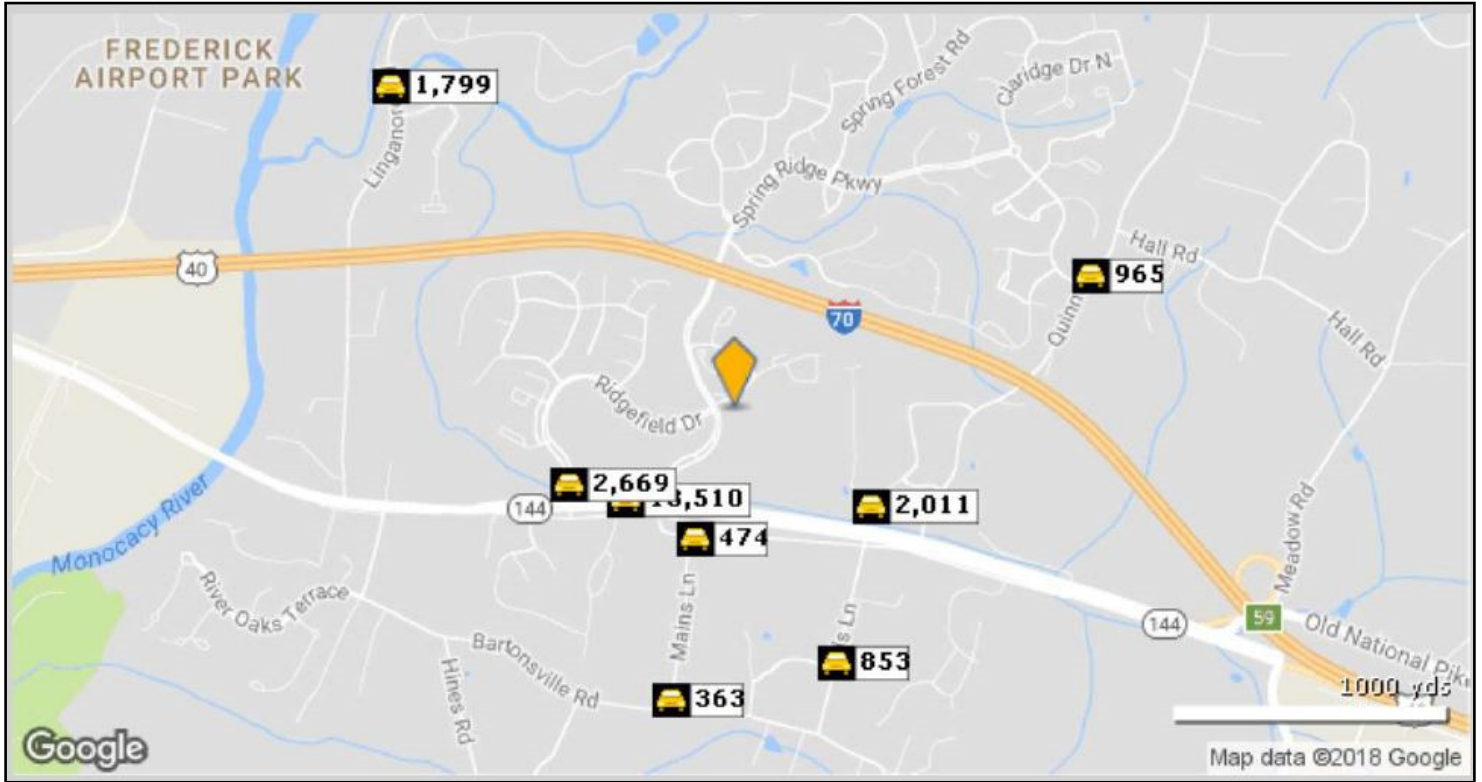 FREDERICK
AIRPORT PARK
1,799
Spring Forest Rd
Claridge Dr N
Spring Ridge Pkwy
Hall Rd
40
965
70
Hall Rd
Ridgefield Dr
2,669
,510
2,011
144
474
Monocacy River
Meadow Rd
River Oaks Terrace
Mains Ln
144
59
Old National
Bartonsville Rd
853
Hines Rd
363
1000 yds
Google
Map data ©2018 Google